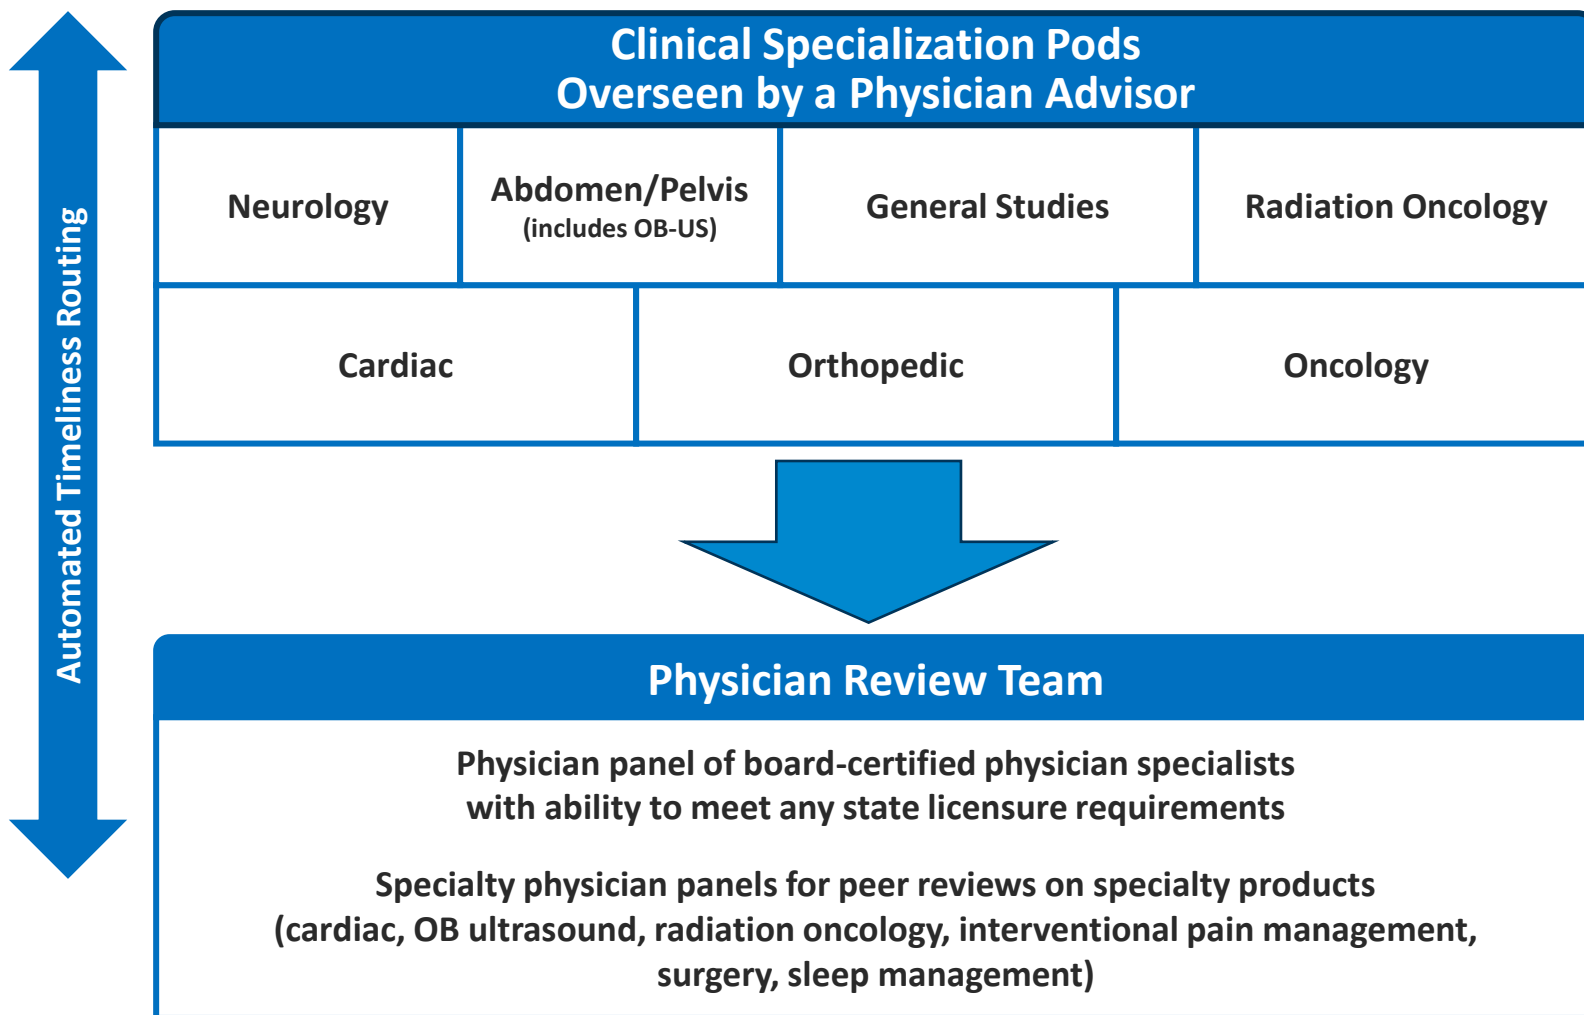 Automated Timeliness Routing
Clinical Specialization Pods
Overseen by a Physician Advisor
Neurology
Abdomen/Pelvis
(includes OB-US)
General Studies
Radiation Oncology
Cardiac
Orthopedic
Oncology
Physician Review Team
Physician panel of board-certified physician specialists
with ability to meet any state licensure requirements
Specialty physician panels for peer reviews on specialty products
(cardiac, OB ultrasound, radiation oncology, interventional pain management,
surgery, sleep management)